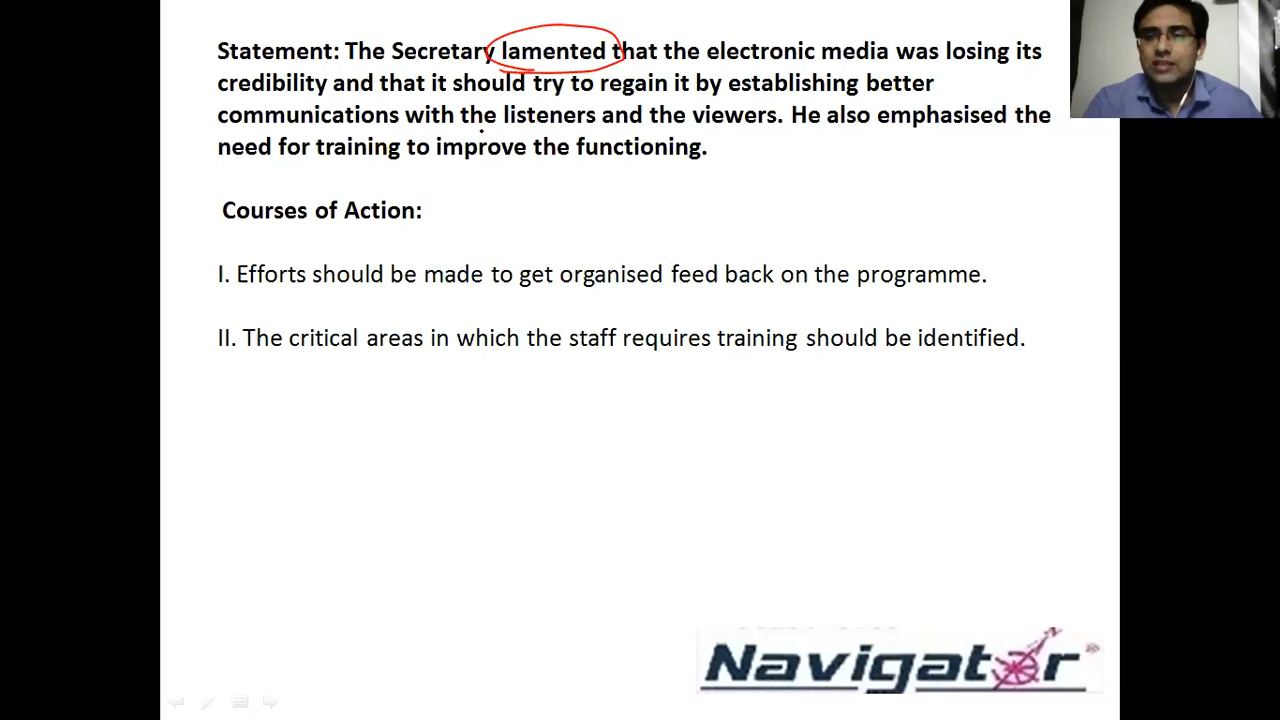 Statement: The Secretary lamented that the electronic media was losing its
credibility and that it should try to regain it by establishing better
communications with the listeners and the viewers. He also emphasised the
need for training to improve the functioning.
Courses of Action:
I. Efforts should be made to get organised feed back on the programme.
II. The critical areas in which the staff requires training should be identified.
Navigator